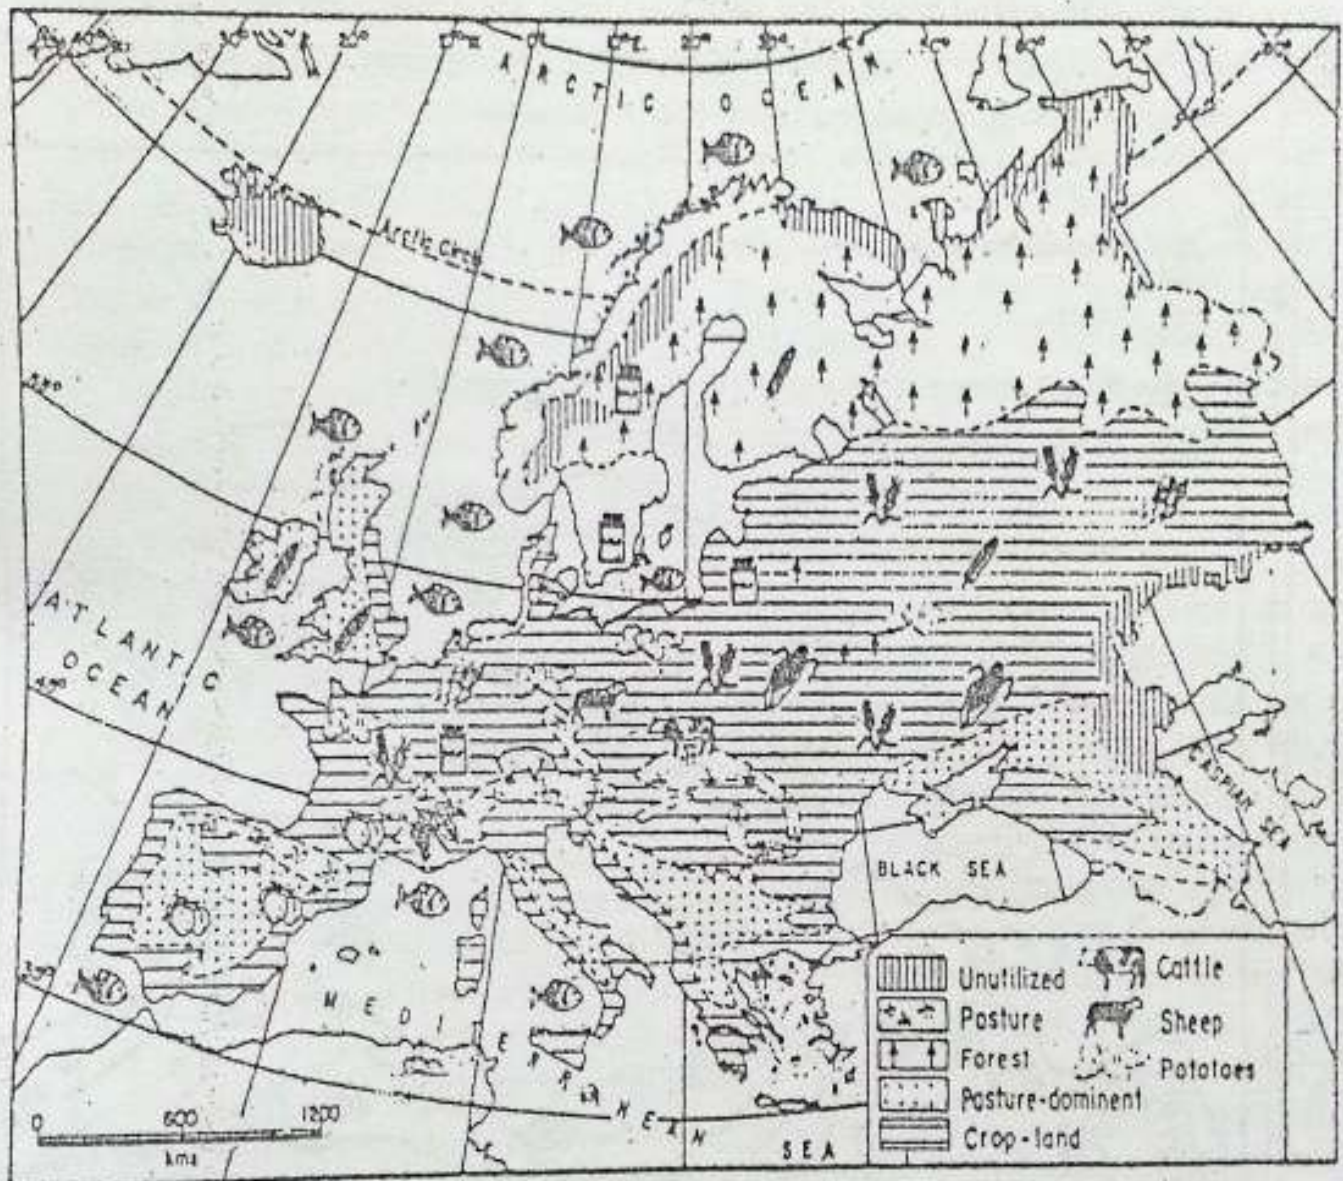 ARCTIC OCEAN
Arctic Circle
ATLANTIC
OCEAN
CASPIAN SEA
BLACK SEA
MEDITERRANEAN
SEA
Unutilized
Cattle
Posture
Sheep
Forest
Potatoes
Posture-dominent
Crop-land
0 600 1200
kms